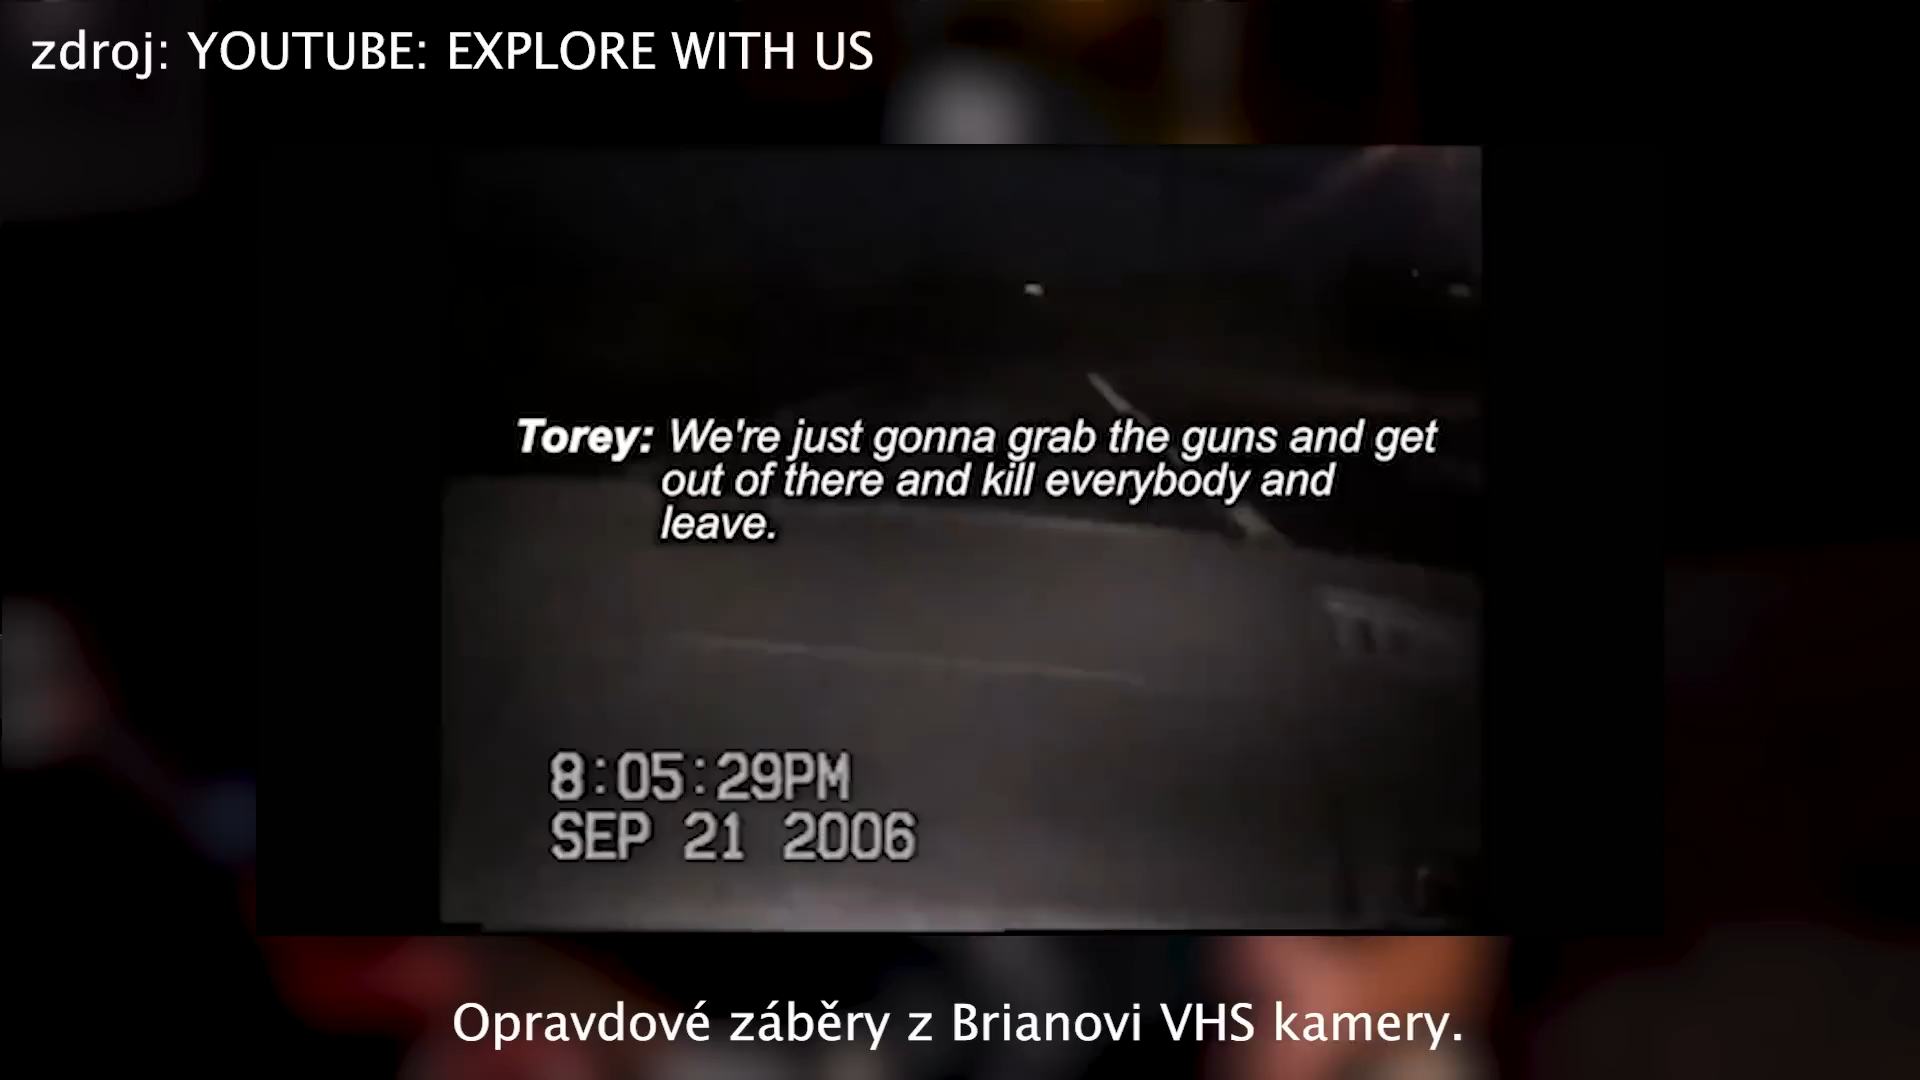 zdroj: YOUTUBE: EXPLORE WITH US
Torey: We're just gonna grab the guns and get
out of there and kill everybody and
leave.
8:05:29PM
SEP 21 2006
Opravdové záběry z Brianovi VHS kamery.